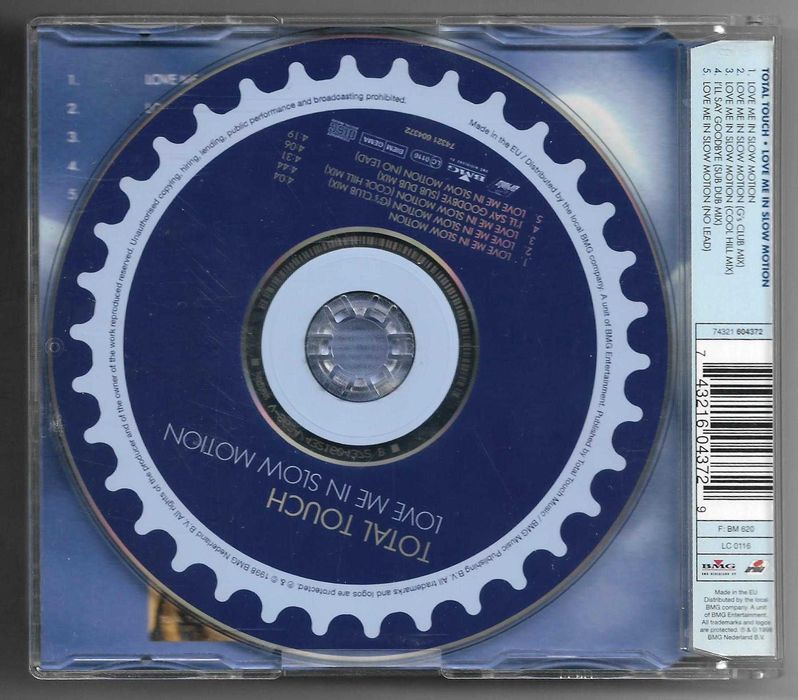 TOTAL TOUCH • LOVE ME IN SLOW MOTION
1. LOVE ME IN SLOW MOTION
2. LOVE ME IN SLOW MOTION (G's CLUB MIX)
3. LOVE ME IN SLOW MOTION (COOL HILL MIX)
4. I'LL SAY GOODBYE (SUB DUB MIX)
5. LOVE ME IN SLOW MOTION (NO LEAD)
74321 604372
7 43216 04372 9
F: BM 620
LC 0116
BMG
Made in the EU
Distributed by the local
BMG company. A unit
of BMG Entertainment.
All trademarks and logos
are protected. ℗ & © 1998
BMG Nederland B.V.
TOTAL TOUCH
LOVE ME IN SLOW MOTION
1. LOVE ME IN SLOW MOTION 4:04
2. LOVE ME IN SLOW MOTION (G's CLUB MIX) 4:44
3. LOVE ME IN SLOW MOTION (COOL HILL MIX) 4:31
4. I'LL SAY GOODBYE (SUB DUB MIX) 4:06
5. LOVE ME IN SLOW MOTION (NO LEAD) 4:19
BMG
LC 0116
BIEM GEMA
74321 604372
Made in the EU / Distributed by the local BMG company. A unit of BMG Entertainment. Published by Total Touch Music / BMG Music Publishing B.V. All trademarks and logos are protected. ℗ & © 1998 BMG Nederland B.V. All rights of the producer and of the owner of the work reproduced reserved. Unauthorised copying, hiring, lending, public performance and broadcasting prohibited.
1. LOVE ME
2. LO
3.
4.
5